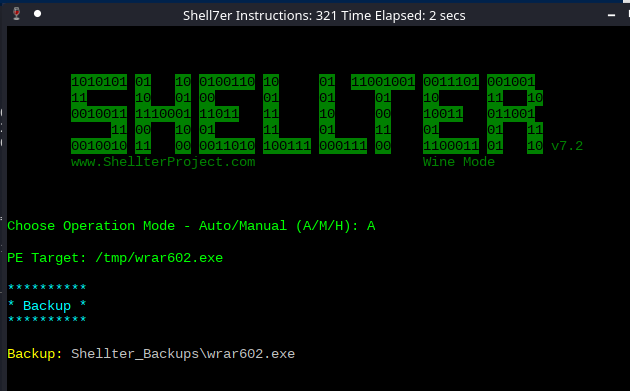 Shell7er Instructions: 321 Time Elapsed: 2 secs
1010101 01 10 0100110 10 01 11001001 0011101 001001
11 10 01 00 01 01 01 10 11 10
0010011 1110001 11011 11 10 00 10011 011001
11 00 10 01 11 01 11 01 01 11
0010010 11 00 0011010 100111 000111 00 1100011 01 10 v7.2
www.ShellterProject.com Wine Mode
Choose Operation Mode - Auto/Manual (A/M/H): A
PE Target: /tmp/wrar602.exe
**********
* Backup *
**********
Backup: Shellter_Backups\wrar602.exe